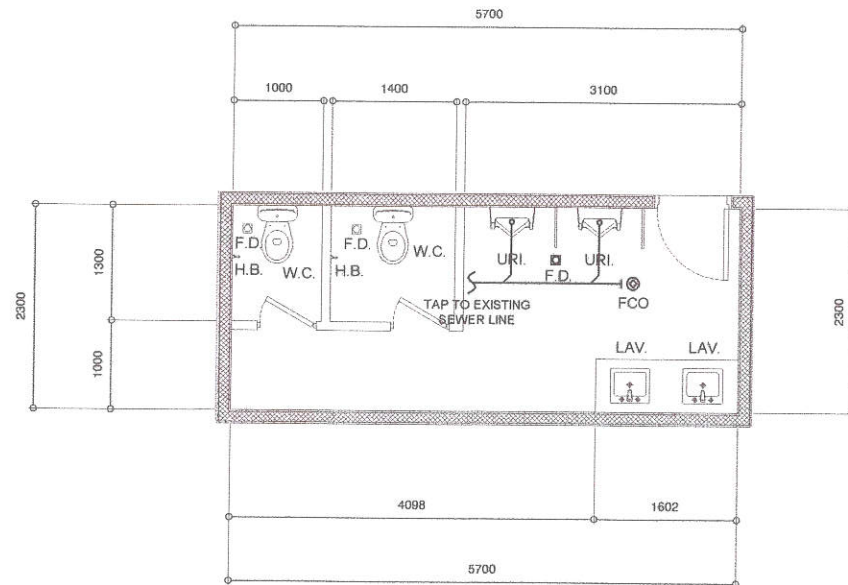 5700
1000
1400
3100
2300
1300
1000
2300
F.D.
H.B.
W.C.
F.D.
H.B.
W.C.
URI.
F.D.
URI.
TAP TO EXISTING
SEWER LINE
FCO
LAV.
LAV.
4098
1602
5700